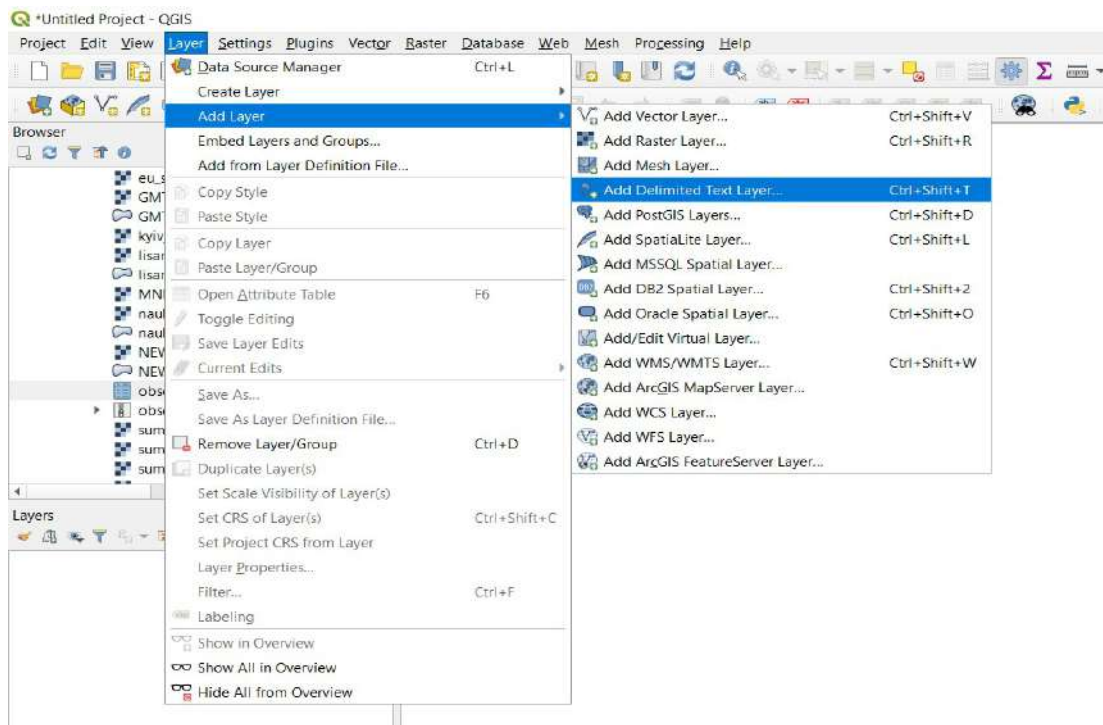 *Untitled Project - QGIS
Project Edit View Layer Settings Plugins Vector Raster Database Web Mesh Processing Help
Data Source Manager Ctrl+L
Create Layer
Add Layer
Embed Layers and Groups...
Add from Layer Definition File...
Copy Style
Paste Style
Copy Layer
Paste Layer/Group
Open Attribute Table F6
Toggle Editing
Save Layer Edits
Current Edits
Save As...
Save As Layer Definition File...
Remove Layer/Group Ctrl+D
Duplicate Layer(s)
Set Scale Visibility of Layer(s)
Set CRS of Layer(s) Ctrl+Shift+C
Set Project CRS from Layer
Layer Properties...
Filter... Ctrl+F
Labeling
Show in Overview
Show All in Overview
Hide All from Overview
Add Vector Layer... Ctrl+Shift+V
Add Raster Layer... Ctrl+Shift+R
Add Mesh Layer...
Add Delimited Text Layer... Ctrl+Shift+T
Add PostGIS Layers... Ctrl+Shift+D
Add SpatiaLite Layer... Ctrl+Shift+L
Add MSSQL Spatial Layer...
Add DB2 Spatial Layer... Ctrl+Shift+2
Add Oracle Spatial Layer... Ctrl+Shift+O
Add/Edit Virtual Layer...
Add WMS/WMTS Layer... Ctrl+Shift+W
Add ArcGIS MapServer Layer...
Add WCS Layer...
Add WFS Layer...
Add ArcGIS FeatureServer Layer...
Browser
GM
kyiv
lisar
lisar
naul
naul
NEW
NEW
obse
obse
sum
sum
sum
Layers